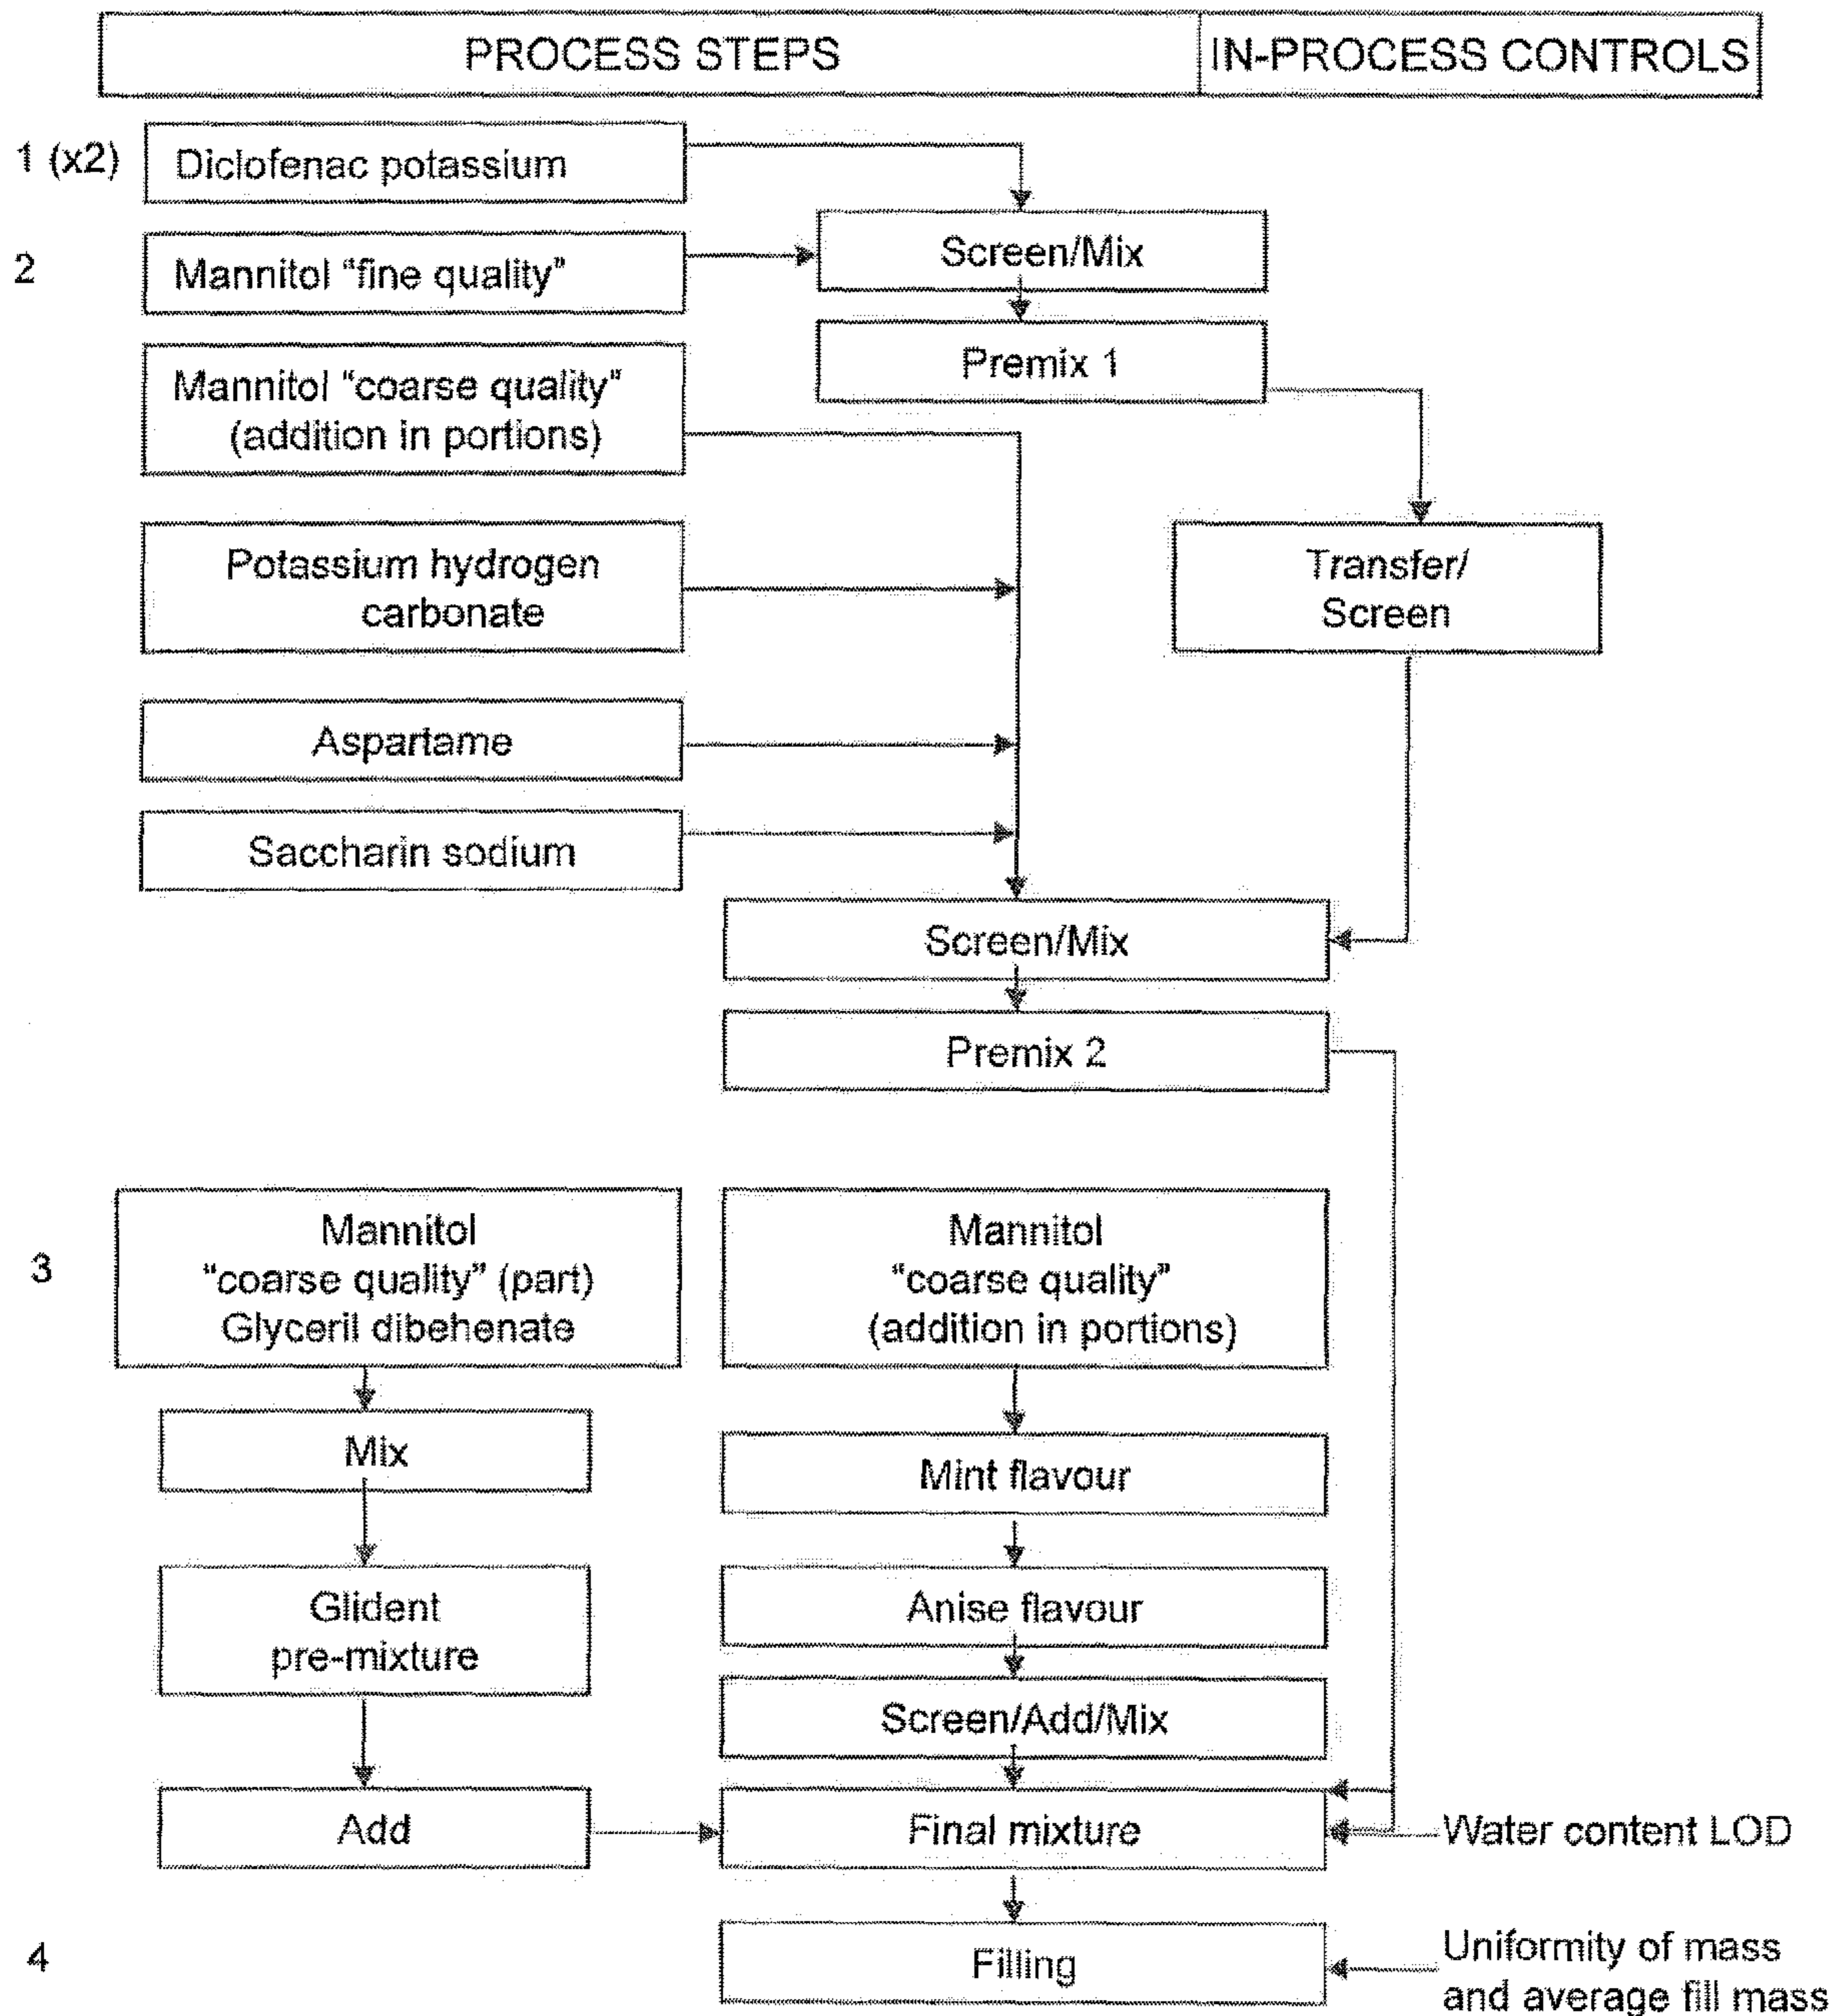 PROCESS STEPS
IN-PROCESS CONTROLS
1 (x2)
Diclofenac potassium
Screen/Mix
2
Mannitol “fine quality”
Premix 1
Mannitol “coarse quality”
(addition in portions)
Potassium hydrogen
carbonate
Transfer/
Screen
Aspartame
Saccharin sodium
Screen/Mix
Premix 2
3
Mannitol
“coarse quality” (part)
Glyceril dibehenate
Mannitol
“coarse quality”
(addition in portions)
Mix
Mint flavour
Glident
pre-mixture
Anise flavour
Screen/Add/Mix
Add
Final mixture
Water content LOD
4
Filling
Uniformity of mass
and average fill mass